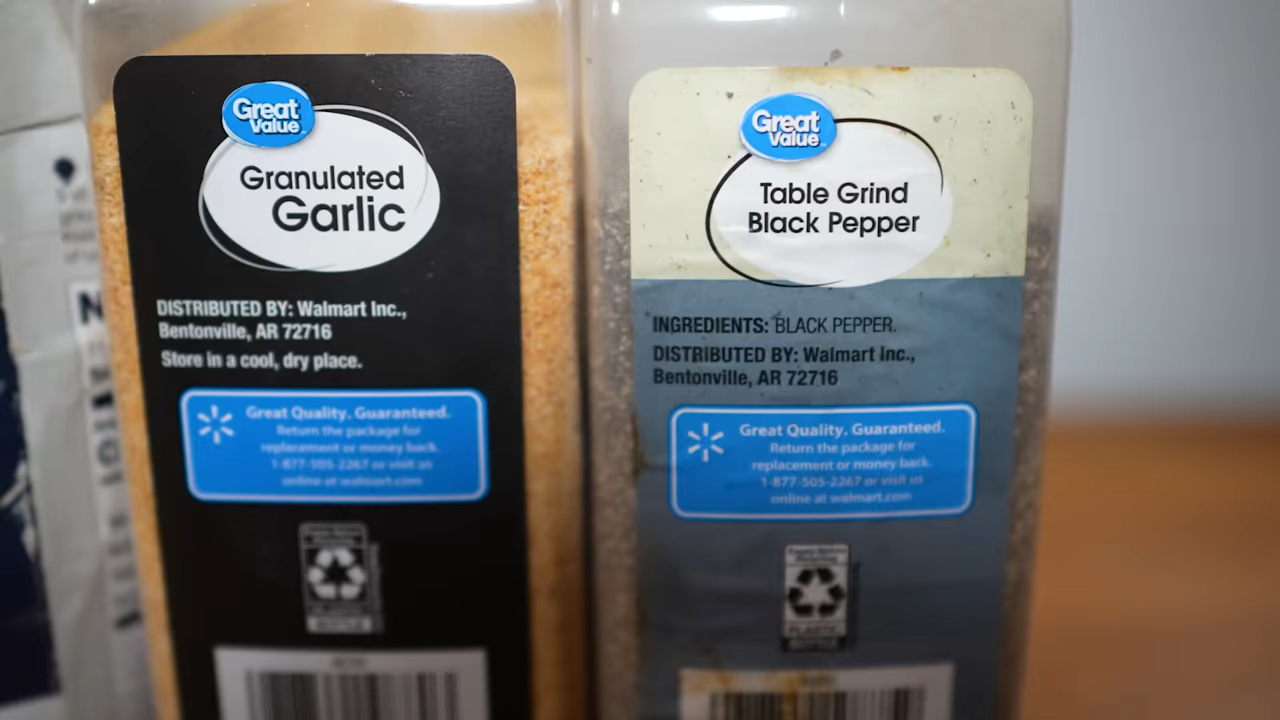 Great
Value
Granulated
Garlic
DISTRIBUTED BY: Walmart Inc.,
Bentonville, AR 72716
Store in a cool, dry place.
Great Quality. Guaranteed.
Return the package for
replacement or money back.
1-877-505-2267 or visit us
online at walmart.com
Great
Value
Table Grind
Black Pepper
INGREDIENTS: BLACK PEPPER.
DISTRIBUTED BY: Walmart Inc.,
Bentonville, AR 72716
Great Quality. Guaranteed.
Return the package for
replacement or money back.
1-877-505-2267 or visit us
online at walmart.com